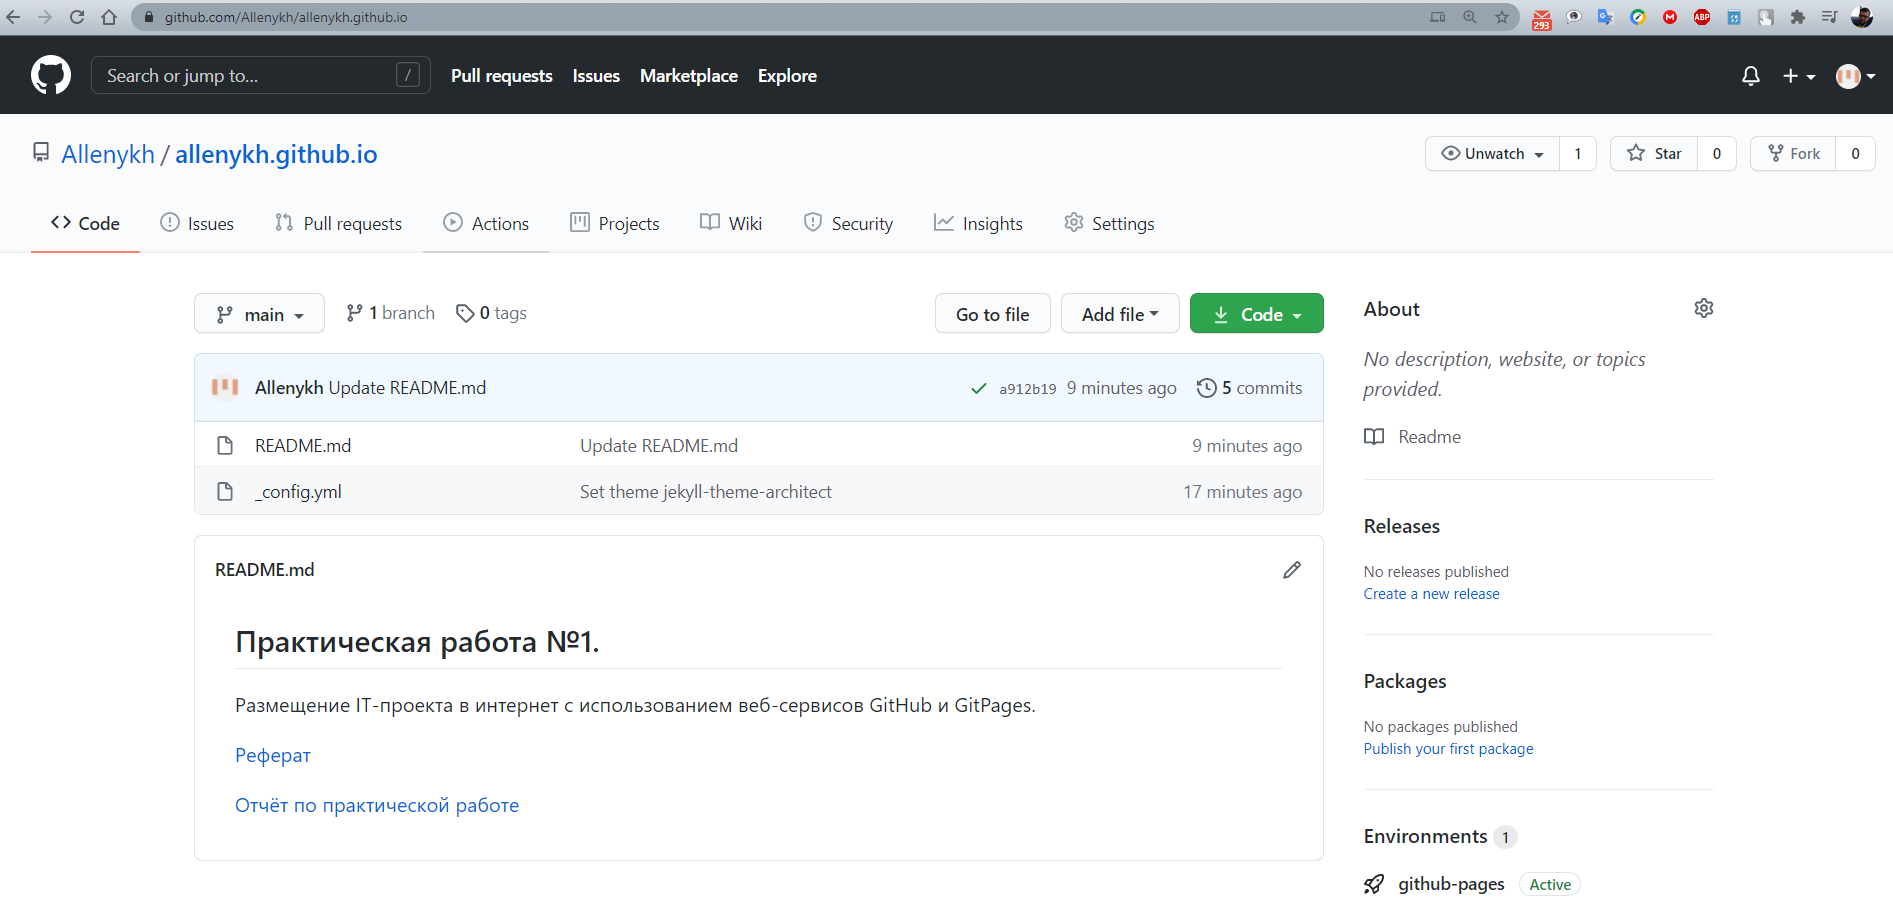 github.com/Allenykh/allenykh.github.io
293
ABP
Search or jump to... /
Pull requests Issues Marketplace Explore
Allenykh / allenykh.github.io
Unwatch 1 Star 0 Fork 0
Code Issues Pull requests Actions Projects Wiki Security Insights Settings
main 1 branch 0 tags Go to file Add file Code
Allenykh Update README.md a912b19 9 minutes ago 5 commits
README.md Update README.md 9 minutes ago
_config.yml Set theme jekyll-theme-architect 17 minutes ago
README.md
Практическая работа №1.
Размещение IT-проекта в интернет с использованием веб-сервисов GitHub и GitPages.
Реферат
Отчёт по практической работе
About
No description, website, or topics
provided.
Readme
Releases
No releases published
Create a new release
Packages
No packages published
Publish your first package
Environments 1
github-pages Active